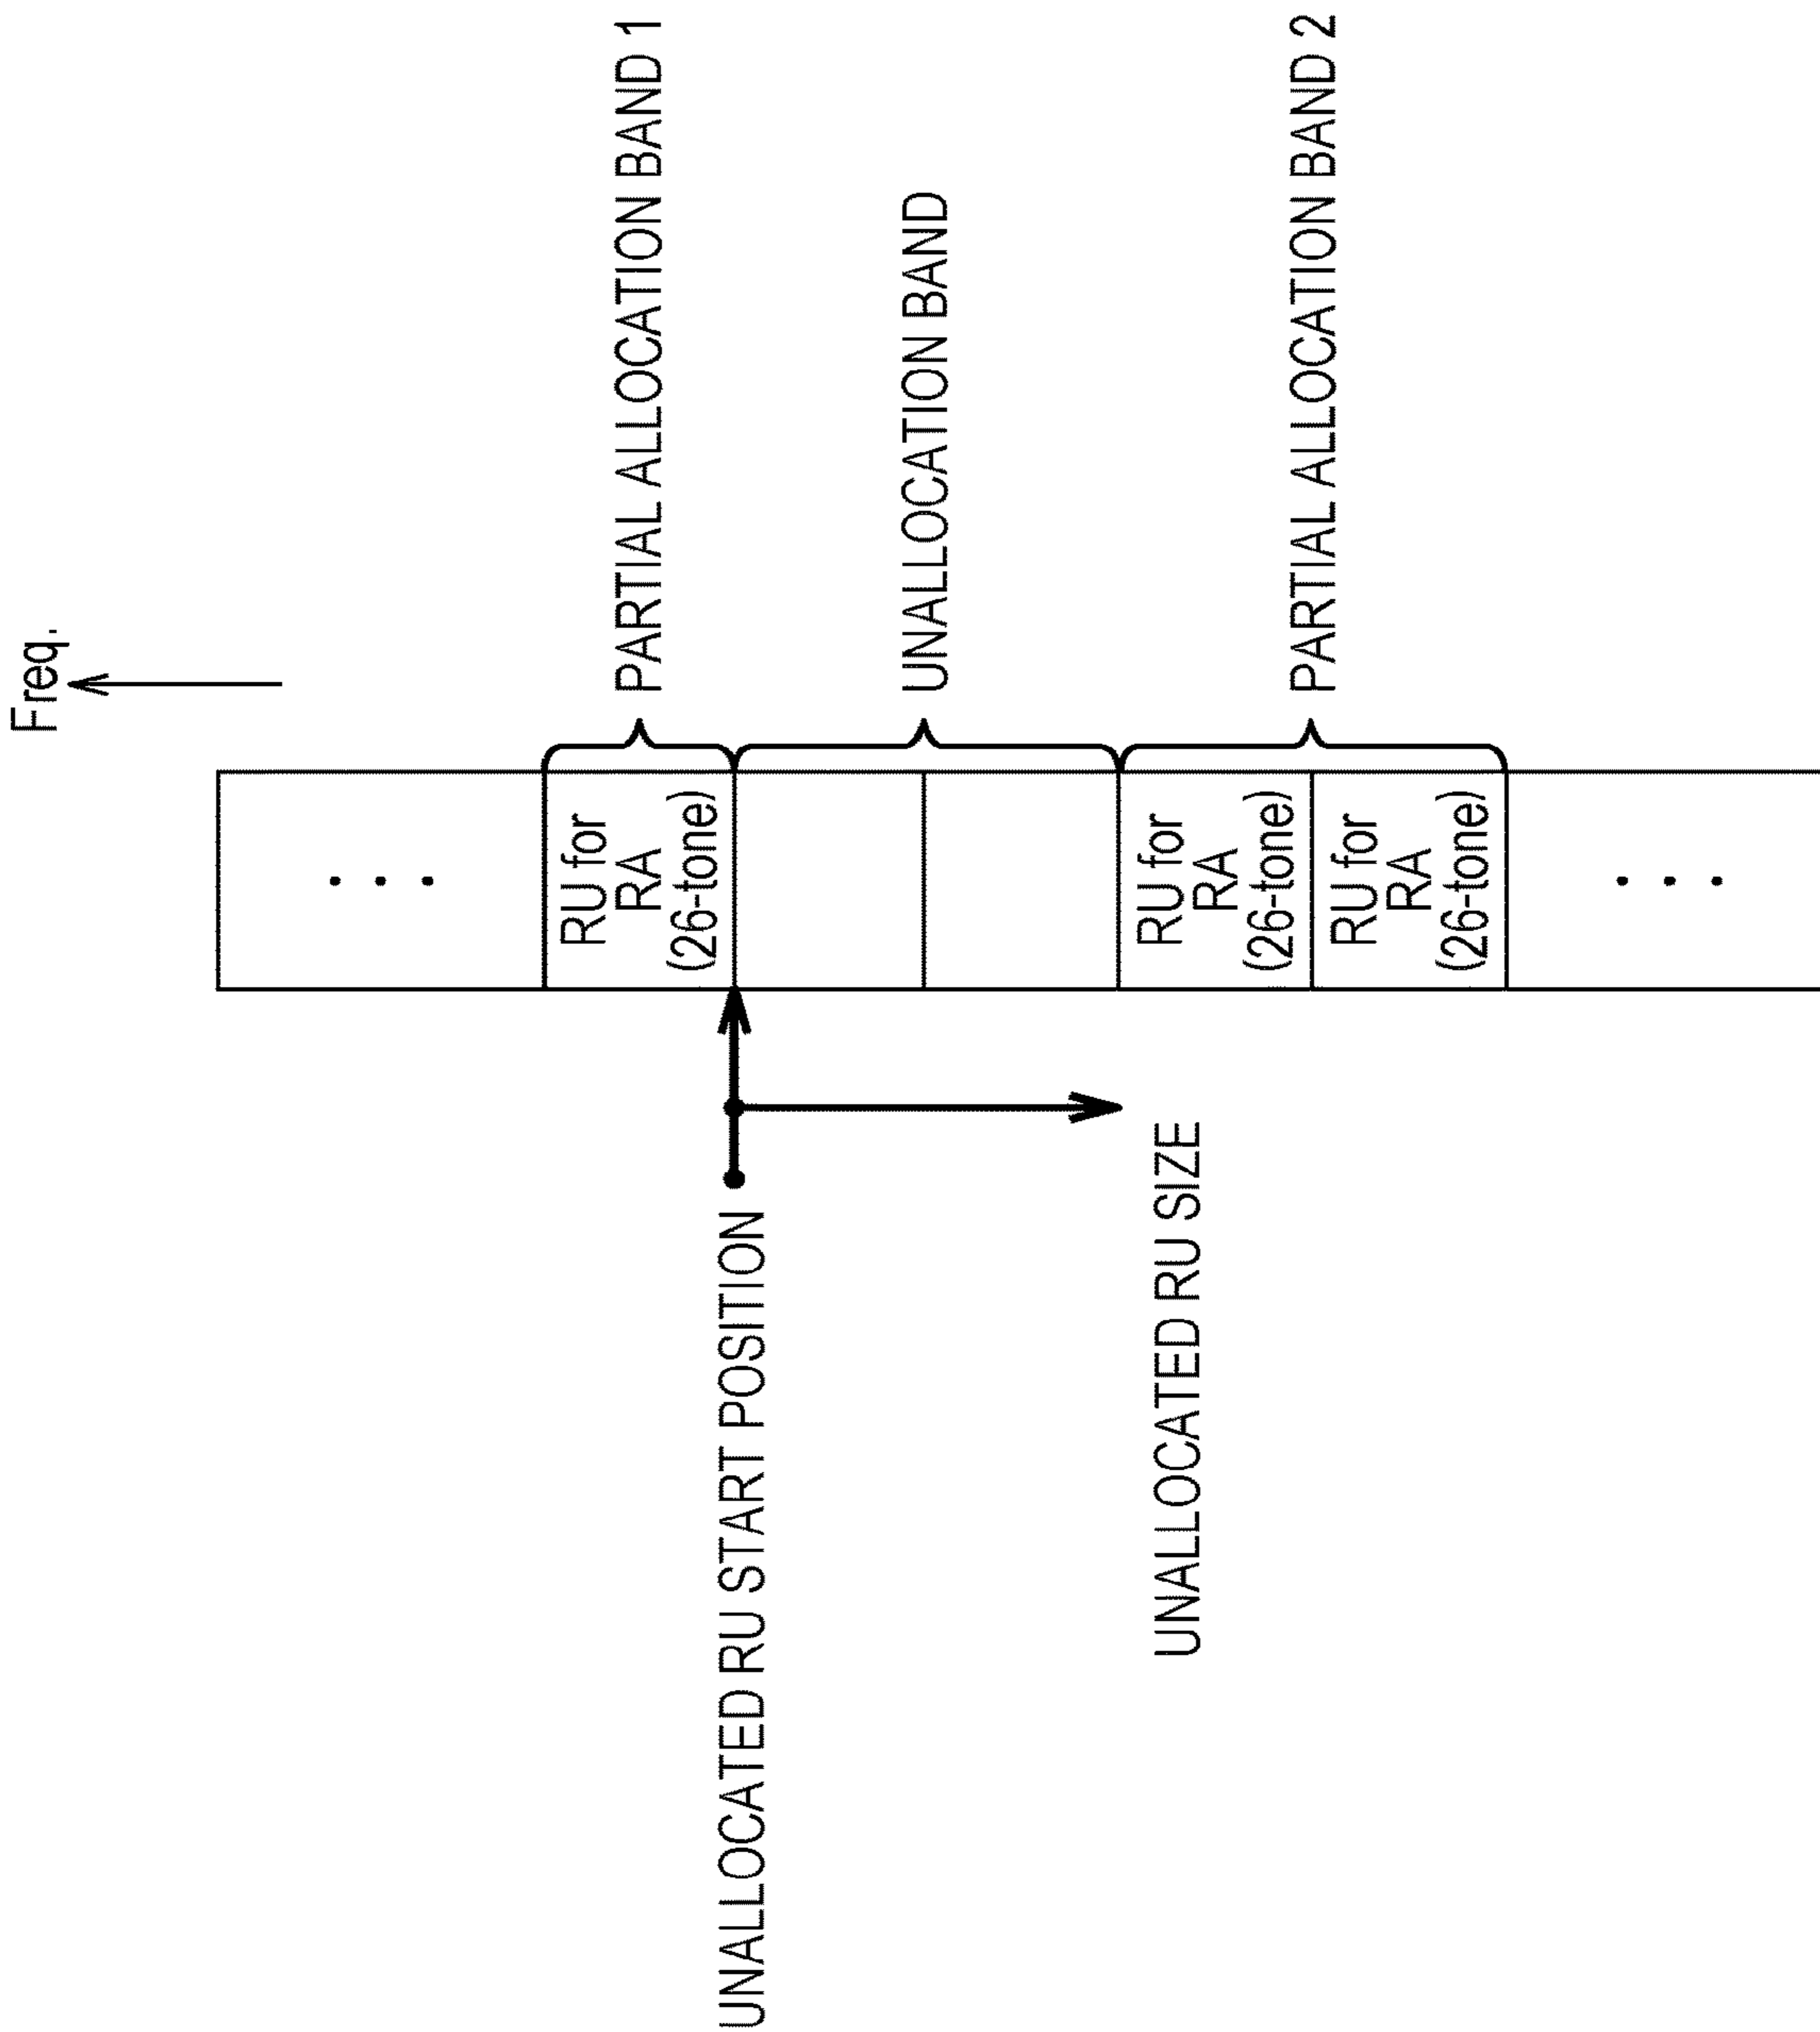 Freq.
. . .
RU for
RA
(26-tone)
PARTIAL ALLOCATION BAND 1
UNALLOCATED RU START POSITION
UNALLOCATION BAND
UNALLOCATED RU SIZE
RU for
RA
(26-tone)
RU for
RA
(26-tone)
PARTIAL ALLOCATION BAND 2
. . .